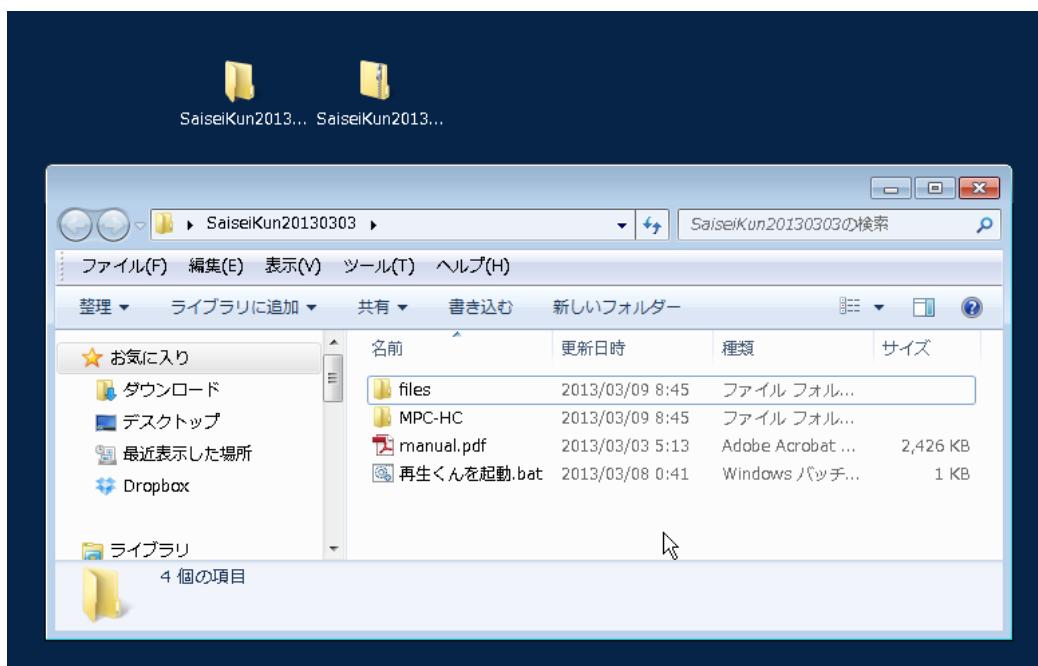 SaiseiKun2013... SaiseiKun2013...
SaiseiKun20130303
SaiseiKun20130303の検索
ファイル(F) 編集(E) 表示(V) ツール(T) ヘルプ(H)
整理 ライブラリに追加 共有 書き込む 新しいフォルダー
名前 更新日時 種類 サイズ
お気に入り
ダウンロード
デスクトップ
最近表示した場所
Dropbox
ライブラリ
files 2013/03/09 8:45 ファイル フォル...
MPC-HC 2013/03/09 8:45 ファイル フォル...
manual.pdf 2013/03/03 5:13 Adobe Acrobat ... 2,426 KB
再生くんを起動.bat 2013/03/08 0:41 Windows バッチ... 1 KB
4 個の項目